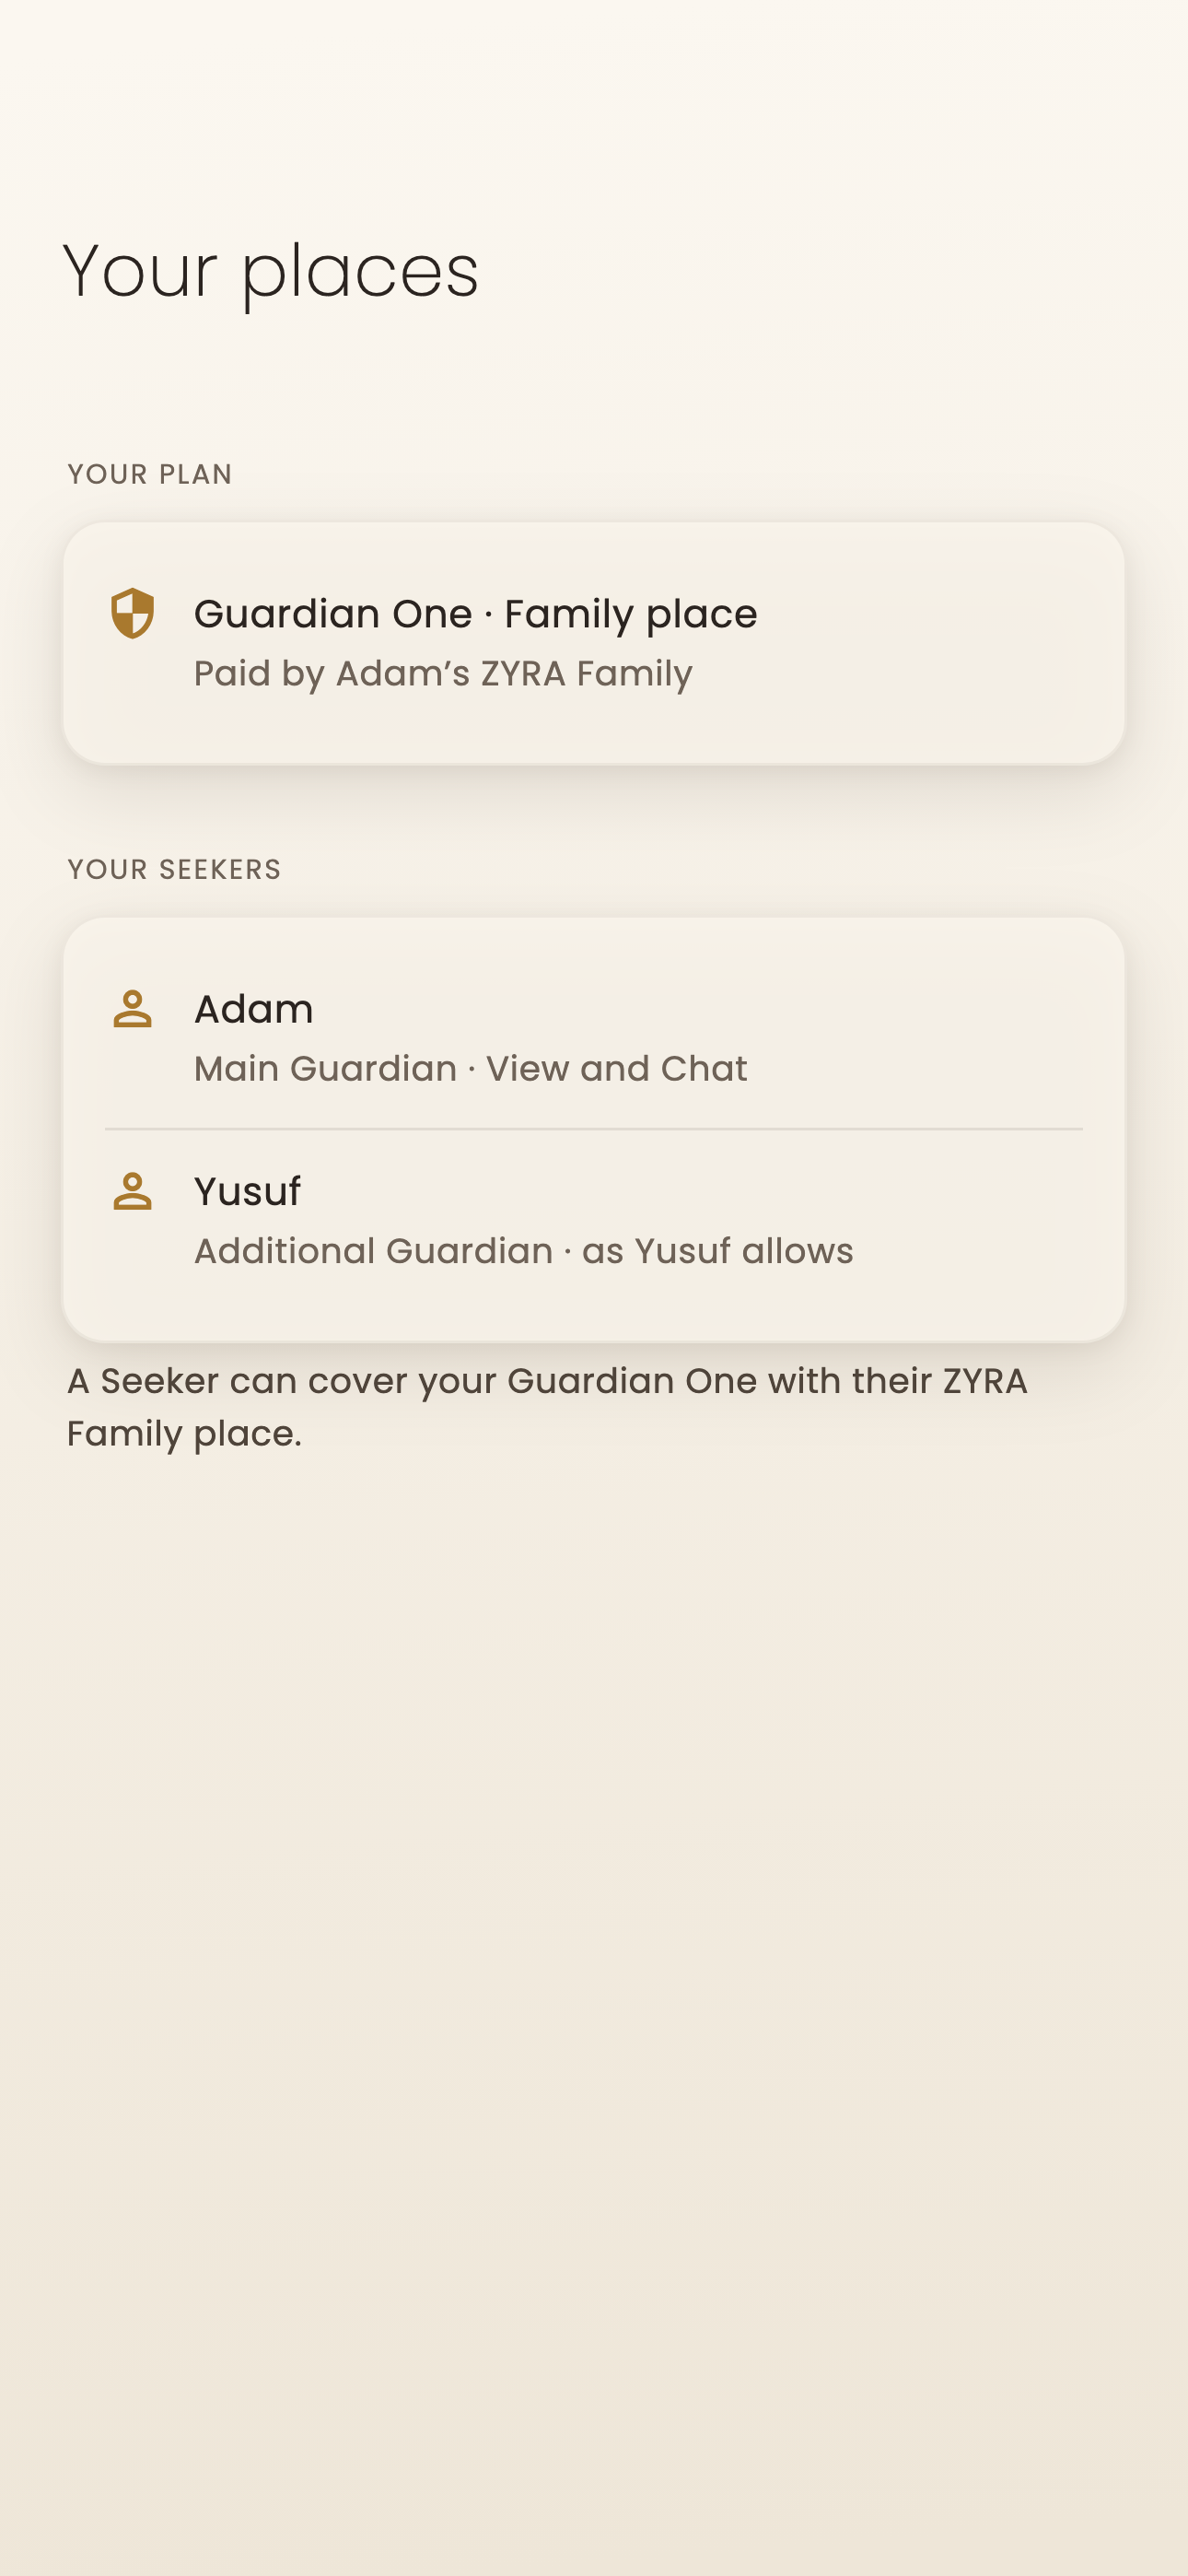 Your places
YOUR PLAN
Guardian One · Family place
Paid by Adam’s ZYRA Family
YOUR SEEKERS
Adam
Main Guardian · View and Chat
Yusuf
Additional Guardian · as Yusuf allows
A Seeker can cover your Guardian One with their ZYRA
Family place.